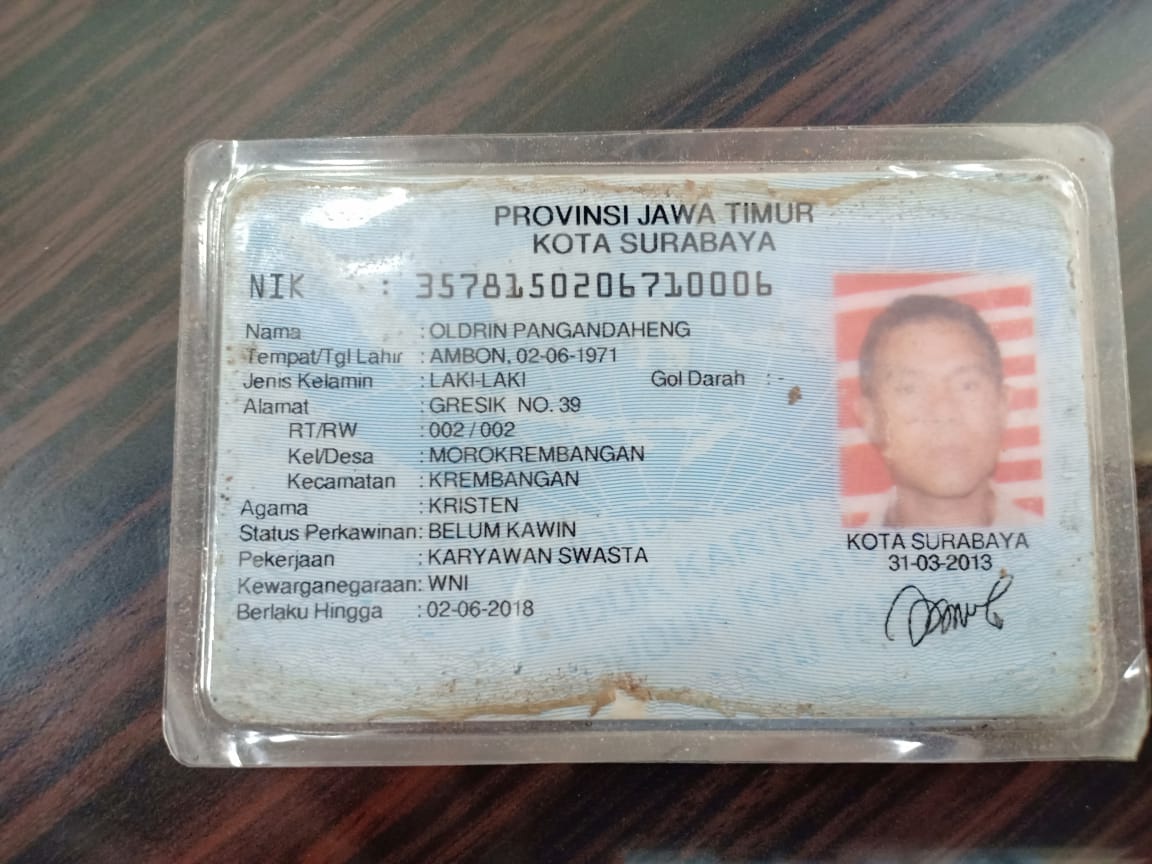 PROVINSI JAWA TIMUR
KOTA SURABAYA
NIK : 3578150206710006
Nama : OLDRIN PANGANDAHENG
Tempat/Tgl Lahir : AMBON, 02-06-1971
Jenis Kelamin : LAKI-LAKI Gol Darah : -
Alamat : GRESIK NO. 39
RT/RW : 002 / 002
Kel/Desa : MOROKREMBANGAN
Kecamatan : KREMBANGAN
Agama : KRISTEN
Status Perkawinan: BELUM KAWIN
Pekerjaan : KARYAWAN SWASTA
Kewarganegaraan: WNI
Berlaku Hingga : 02-06-2018
KOTA SURABAYA
31-03-2013